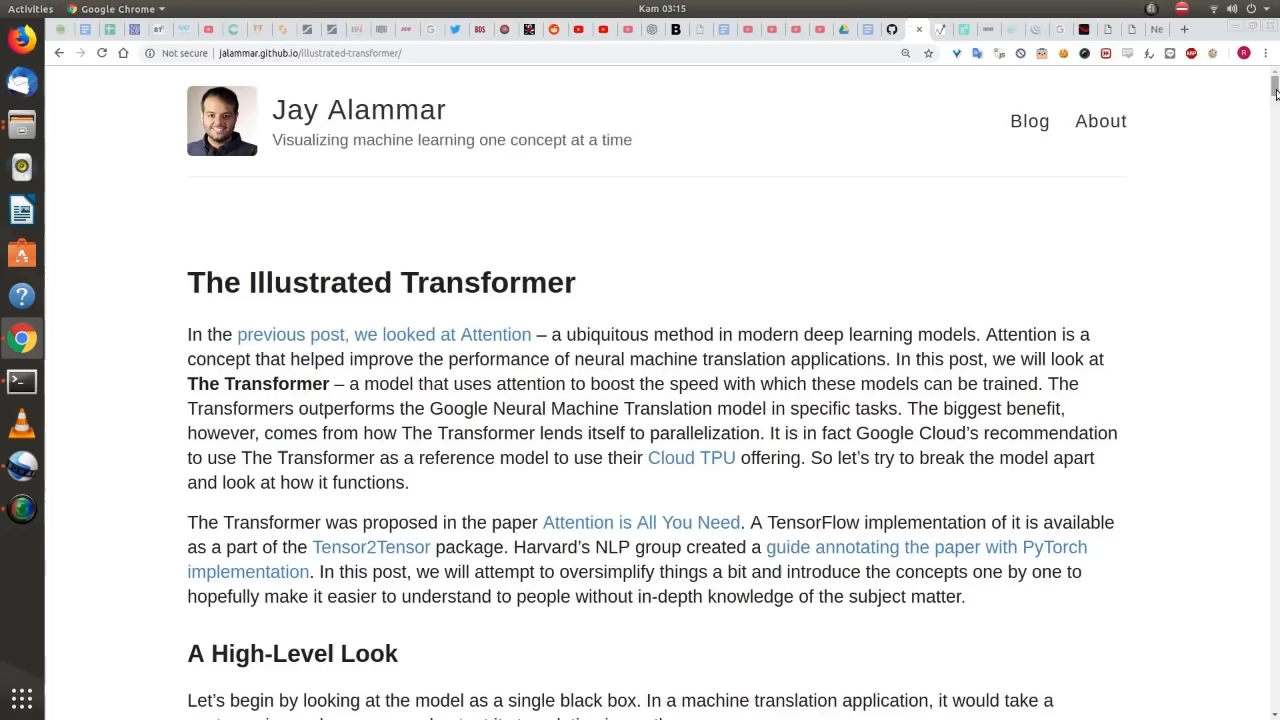 Activities
Google Chrome
Kam 03:15
Not secure
jalammar.github.io/illustrated-transformer/
Jay Alammar
Visualizing machine learning one concept at a time
Blog
About
The Illustrated Transformer
In the previous post, we looked at Attention – a ubiquitous method in modern deep learning models. Attention is a
concept that helped improve the performance of neural machine translation applications. In this post, we will look at
The Transformer – a model that uses attention to boost the speed with which these models can be trained. The
Transformers outperforms the Google Neural Machine Translation model in specific tasks. The biggest benefit,
however, comes from how The Transformer lends itself to parallelization. It is in fact Google Cloud’s recommendation
to use The Transformer as a reference model to use their Cloud TPU offering. So let’s try to break the model apart
and look at how it functions.
The Transformer was proposed in the paper Attention is All You Need. A TensorFlow implementation of it is available
as a part of the Tensor2Tensor package. Harvard’s NLP group created a guide annotating the paper with PyTorch
implementation. In this post, we will attempt to oversimplify things a bit and introduce the concepts one by one to
hopefully make it easier to understand to people without in-depth knowledge of the subject matter.
A High-Level Look
Let’s begin by looking at the model as a single black box. In a machine translation application, it would take a